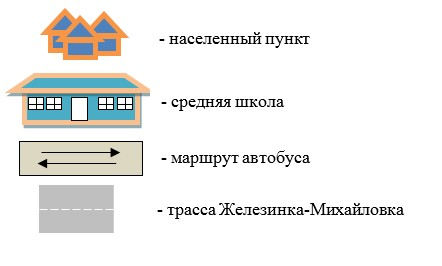 - населенный пункт
- средняя школа
- маршрут автобуса
- трасса Железинка-Михайловка